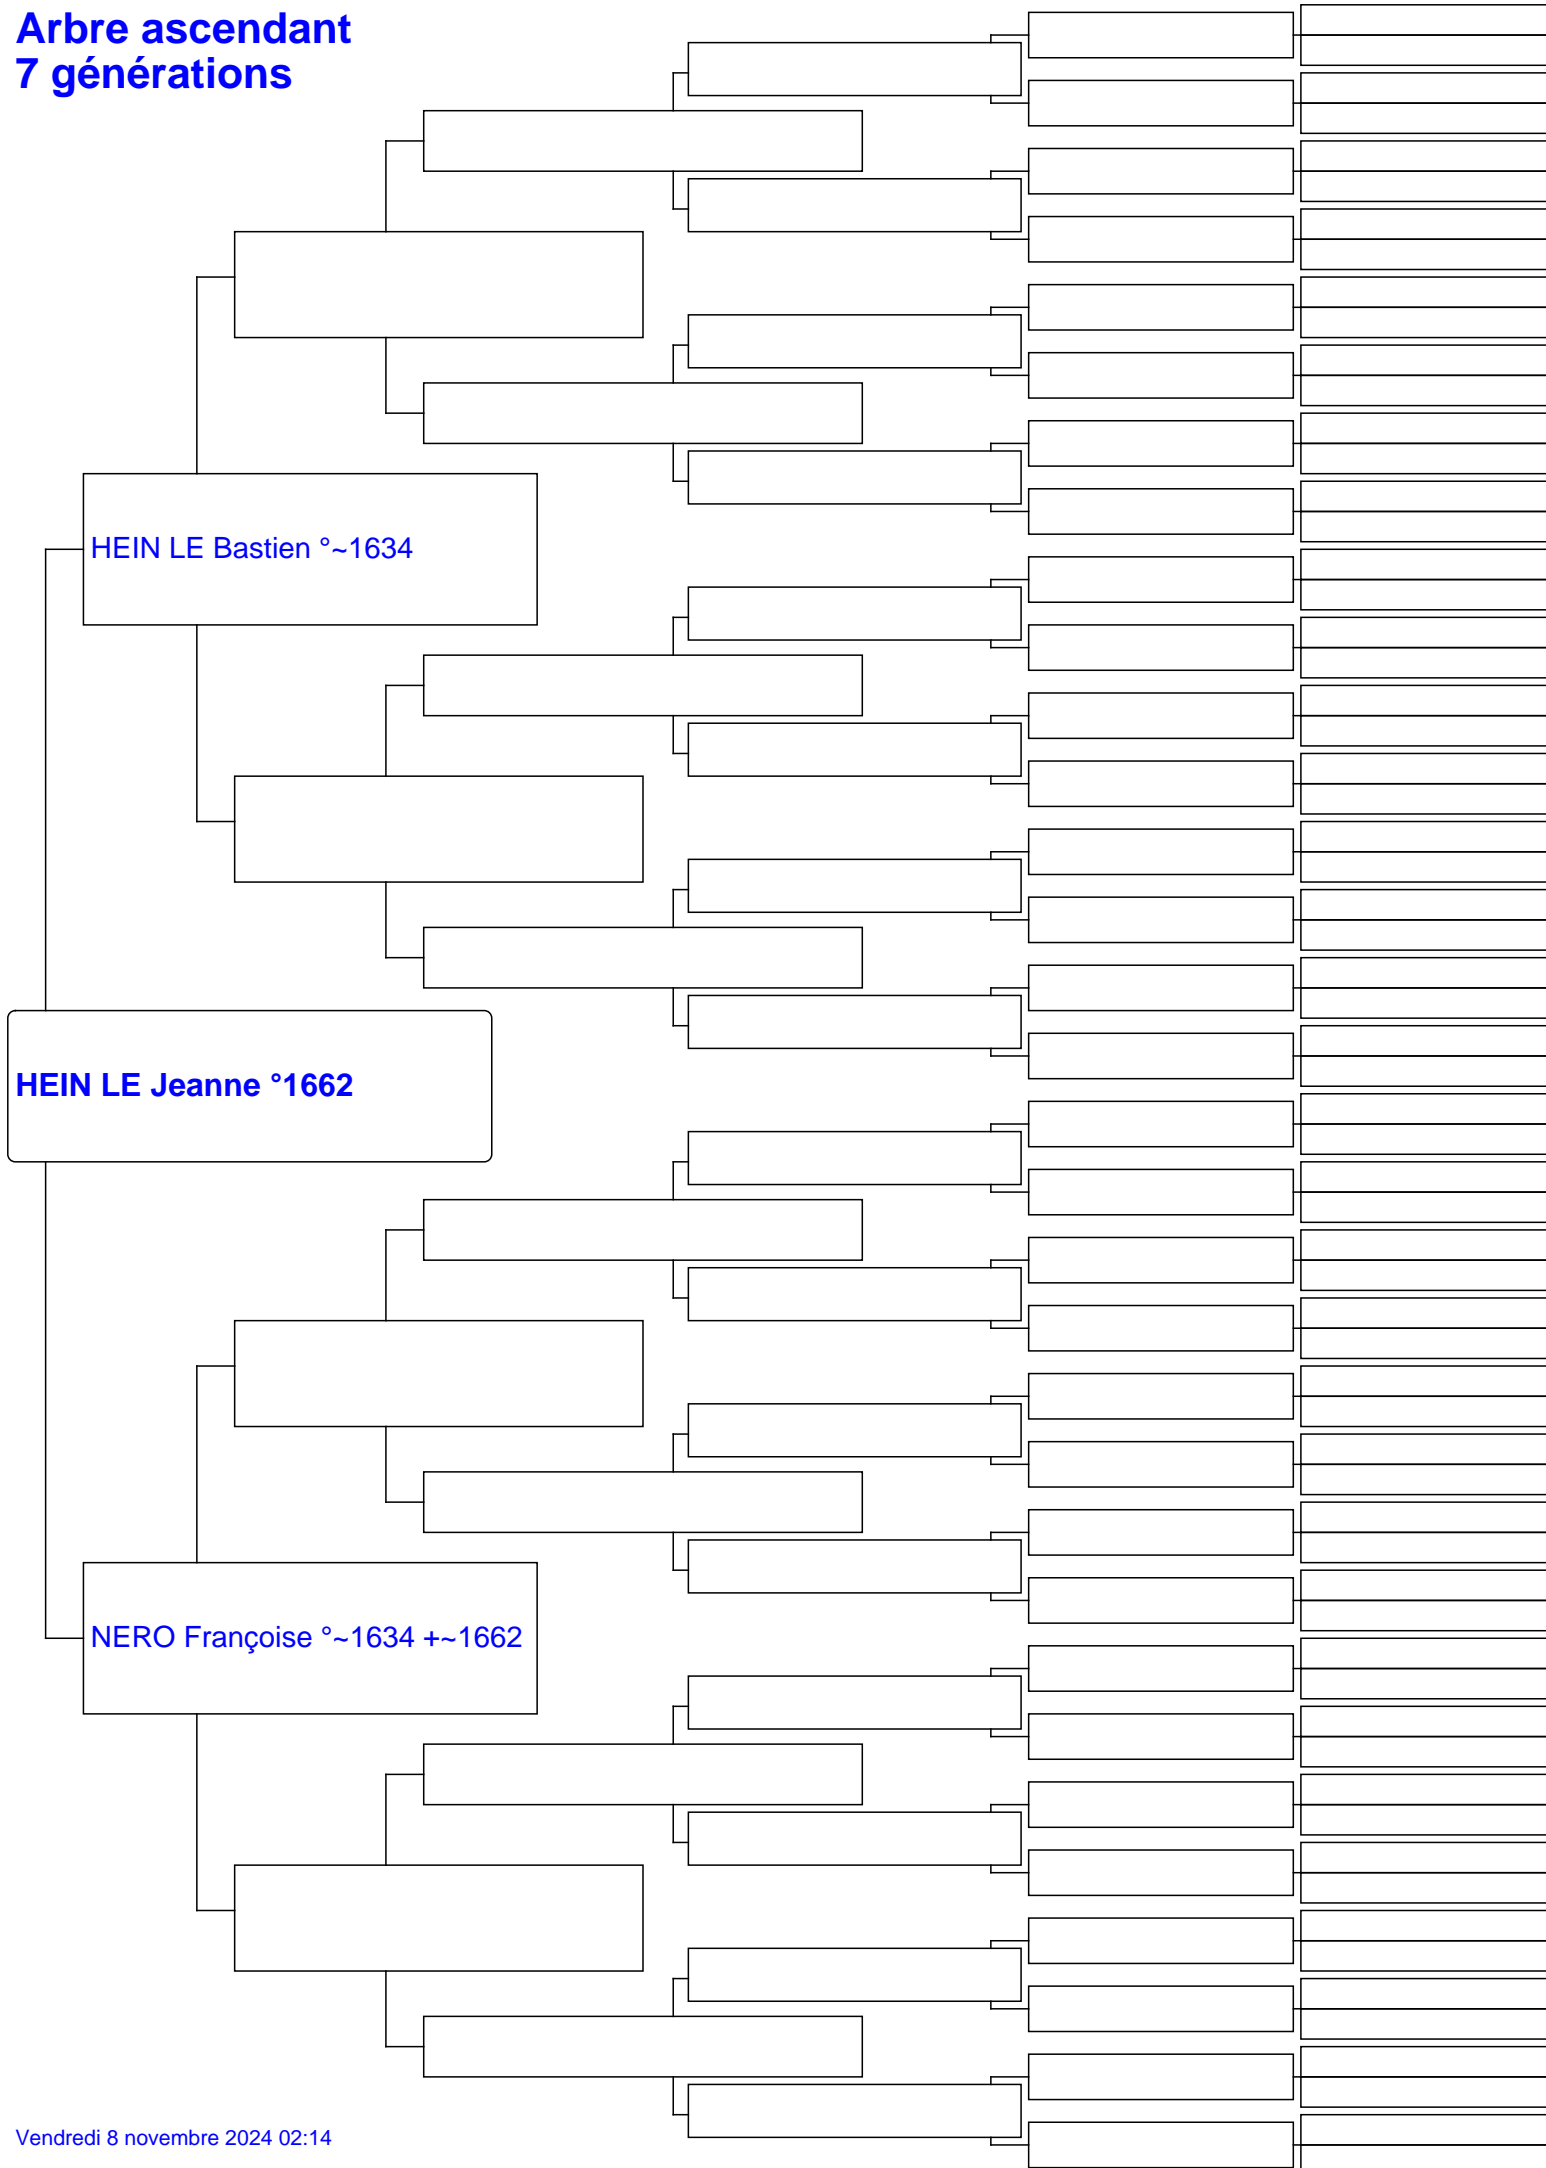 Arbre ascendant
7 générations
HEIN LE Bastien °~1634
HEIN LE Jeanne °1662
NERO Françoise °~1634 +~1662
Vendredi 8 novembre 2024 02:14